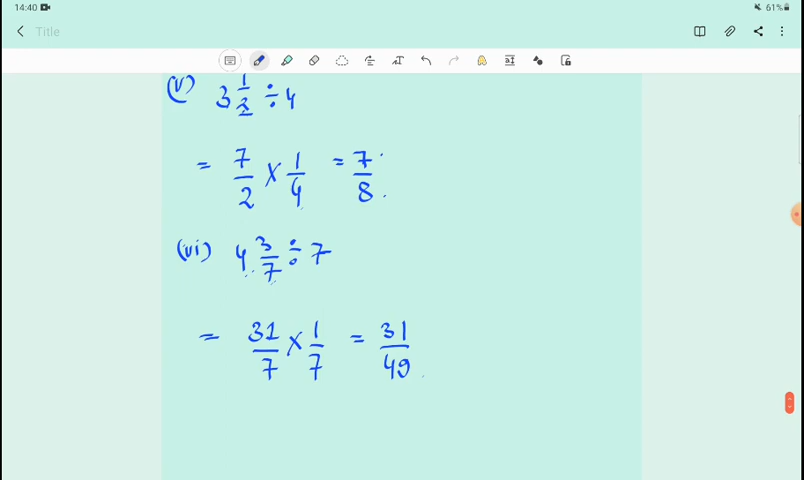 14:40 61%
Title
(v) 3 1/2 ÷ 4
= 7/2 × 1/4 = 7/8
(vi) 4 3/7 ÷ 7
= 31/7 × 1/7 = 31/49